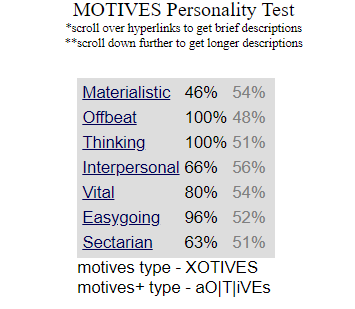 MOTIVES Personality Test
*scroll over hyperlinks to get brief descriptions
**scroll down further to get longer descriptions
Materialistic 46% 54%
Offbeat 100% 48%
Thinking 100% 51%
Interpersonal 66% 56%
Vital 80% 54%
Easygoing 96% 52%
Sectarian 63% 51%
motives type - XOTIVES
motives+ type - aO|T|iVEs